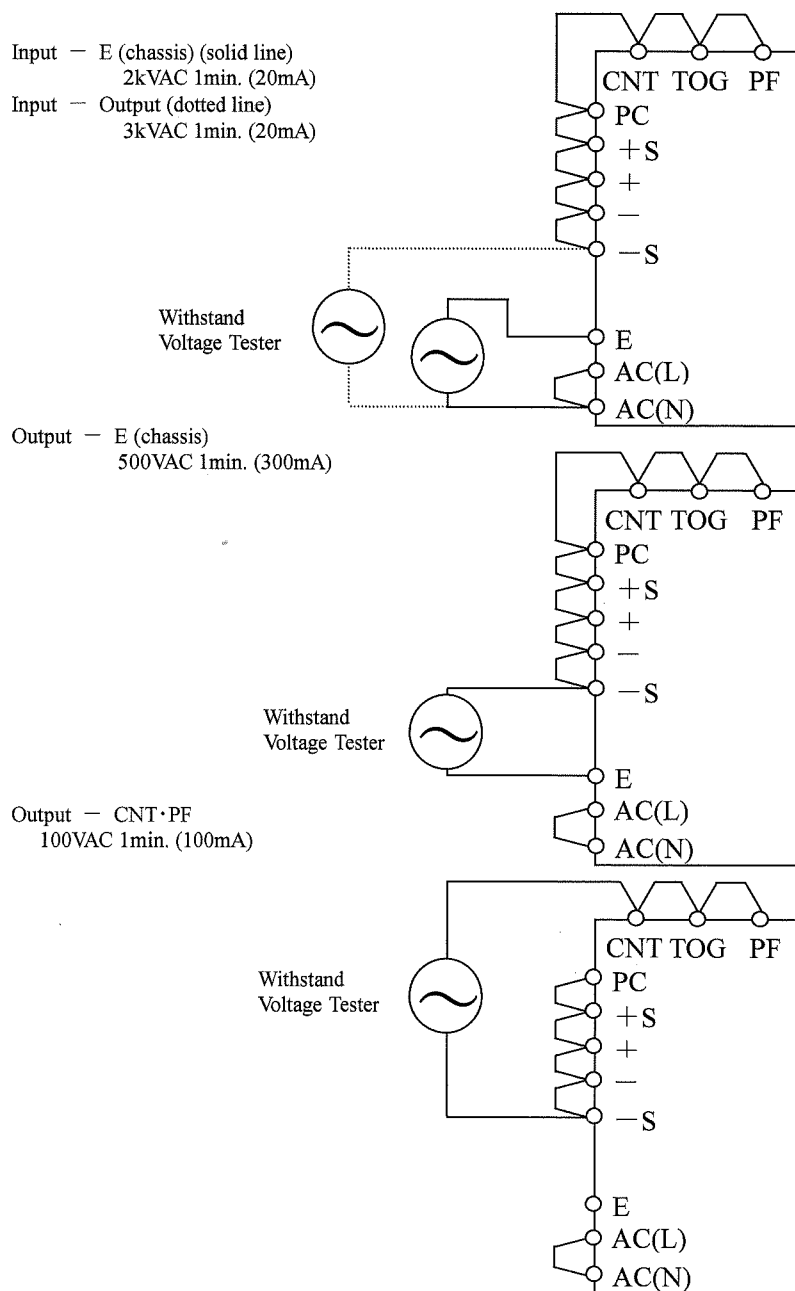 Input － E (chassis) (solid line)
2kVAC 1min. (20mA)
Input － Output (dotted line)
3kVAC 1min. (20mA)
CNT TOG PF
PC
＋S
＋
－
－S
Withstand
Voltage Tester
E
AC(L)
AC(N)
Output － E (chassis)
500VAC 1min. (300mA)
CNT TOG PF
PC
＋S
＋
－
－S
Withstand
Voltage Tester
E
AC(L)
AC(N)
Output － CNT･PF
100VAC 1min. (100mA)
CNT TOG PF
PC
＋S
＋
－
－S
Withstand
Voltage Tester
E
AC(L)
AC(N)